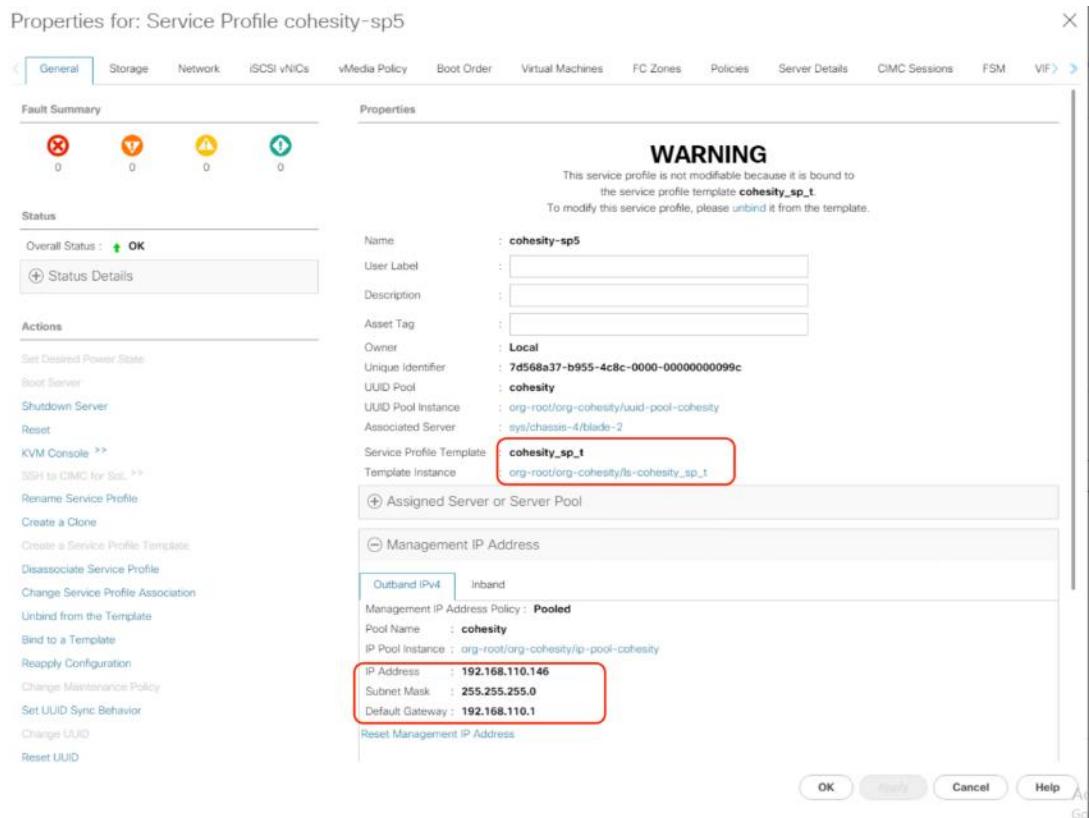 Properties for: Service Profile cohesity-sp5
General Storage Network iSCSI vNICs vMedia Policy Boot Order Virtual Machines FC Zones Policies Server Details CIMC Sessions FSM VIF
Fault Summary
0 0 0 0
Status
Overall Status : OK
Status Details
Actions
Set Desired Power State
Boot Server
Shutdown Server
Reset
KVM Console >>
SSH to CIMC for SoL >>
Rename Service Profile
Create a Clone
Create a Service Profile Template
Disassociate Service Profile
Change Service Profile Association
Unbind from the Template
Bind to a Template
Reapply Configuration
Change Maintenance Policy
Set UUID Sync Behavior
Change UUID
Reset UUID
Properties
WARNING
This service profile is not modifiable because it is bound to
the service profile template cohesity_sp_t.
To modify this service profile, please unbind it from the template.
Name : cohesity-sp5
User Label :
Description :
Asset Tag :
Owner : Local
Unique Identifier : 7d568a37-b955-4c8c-0000-00000000099c
UUID Pool : cohesity
UUID Pool Instance : org-root/org-cohesity/uuid-pool-cohesity
Associated Server : sys/chassis-4/blade-2
Service Profile Template : cohesity_sp_t
Template Instance : org-root/org-cohesity/ls-cohesity_sp_t
Assigned Server or Server Pool
Management IP Address
Outband IPv4 Inband
Management IP Address Policy : Pooled
Pool Name : cohesity
IP Pool Instance : org-root/org-cohesity/ip-pool-cohesity
IP Address : 192.168.110.146
Subnet Mask : 255.255.255.0
Default Gateway : 192.168.110.1
Reset Management IP Address
OK Apply Cancel Help